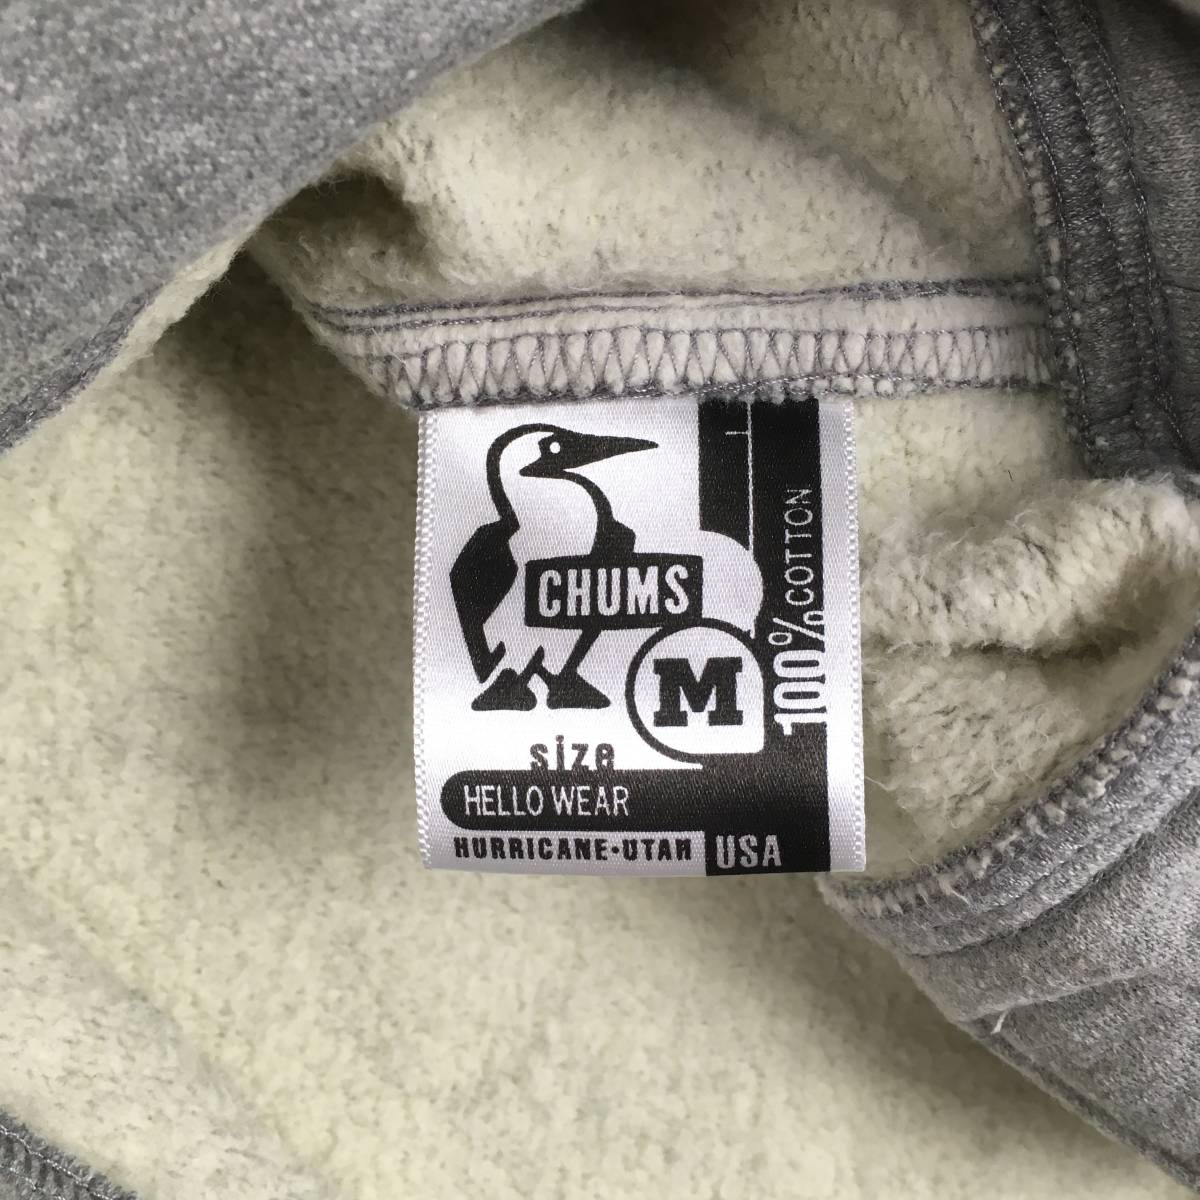 CHUMS
M
size
HELLO WEAR
HURRICANE·UTAH
USA
100% COTTON